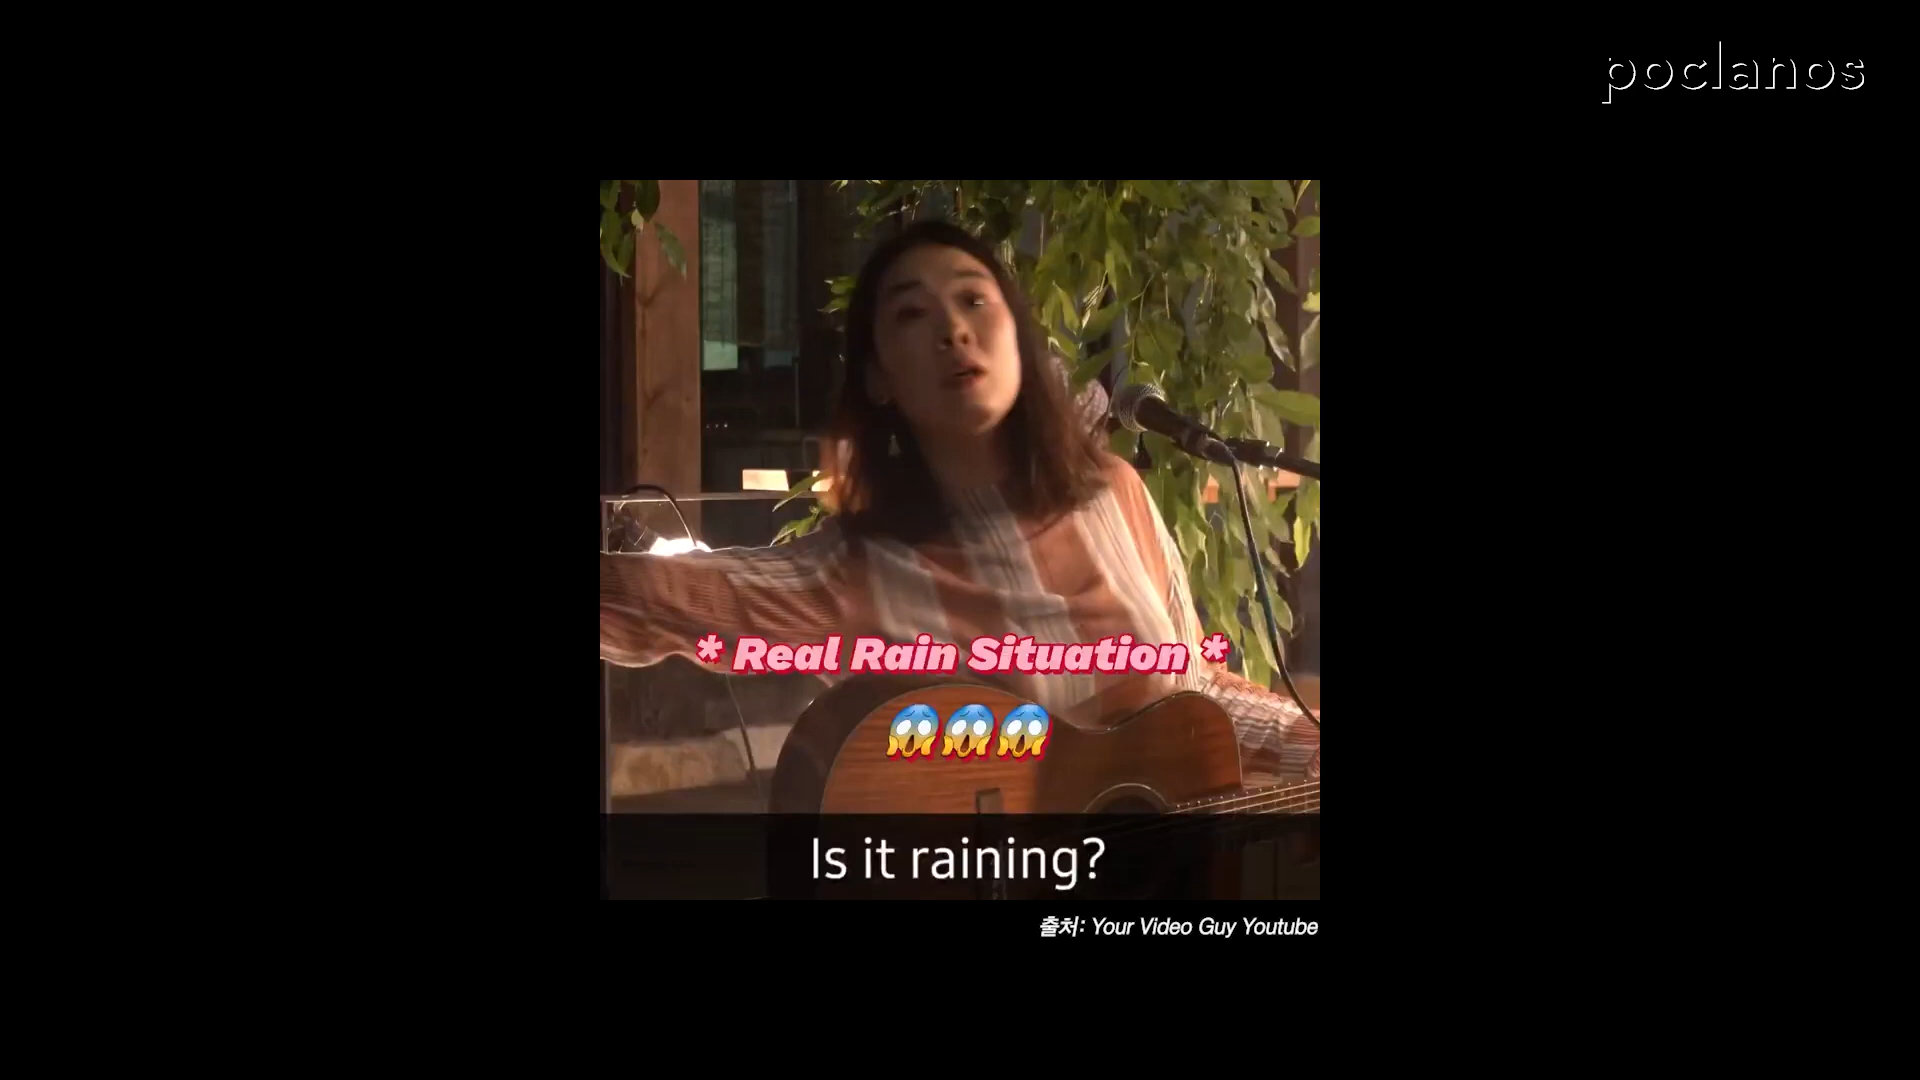 poclanos
* Real Rain Situation *
😱😱😱
Is it raining?
출처: Your Video Guy Youtube